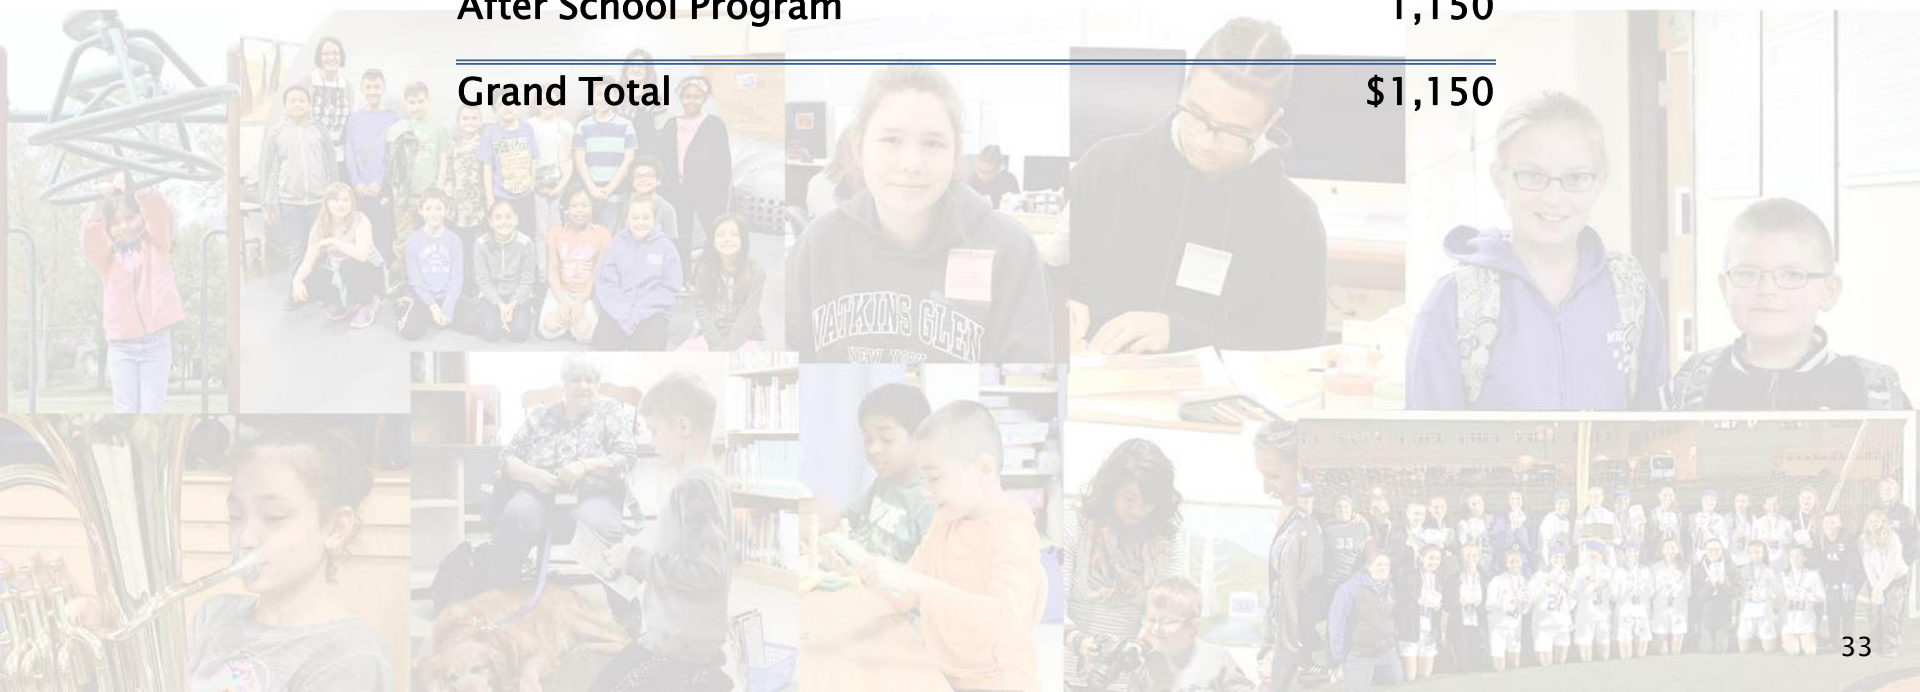 After School Program 1,150
Grand Total $1,150
WATKINS GLEN
NEW YORK
33
33